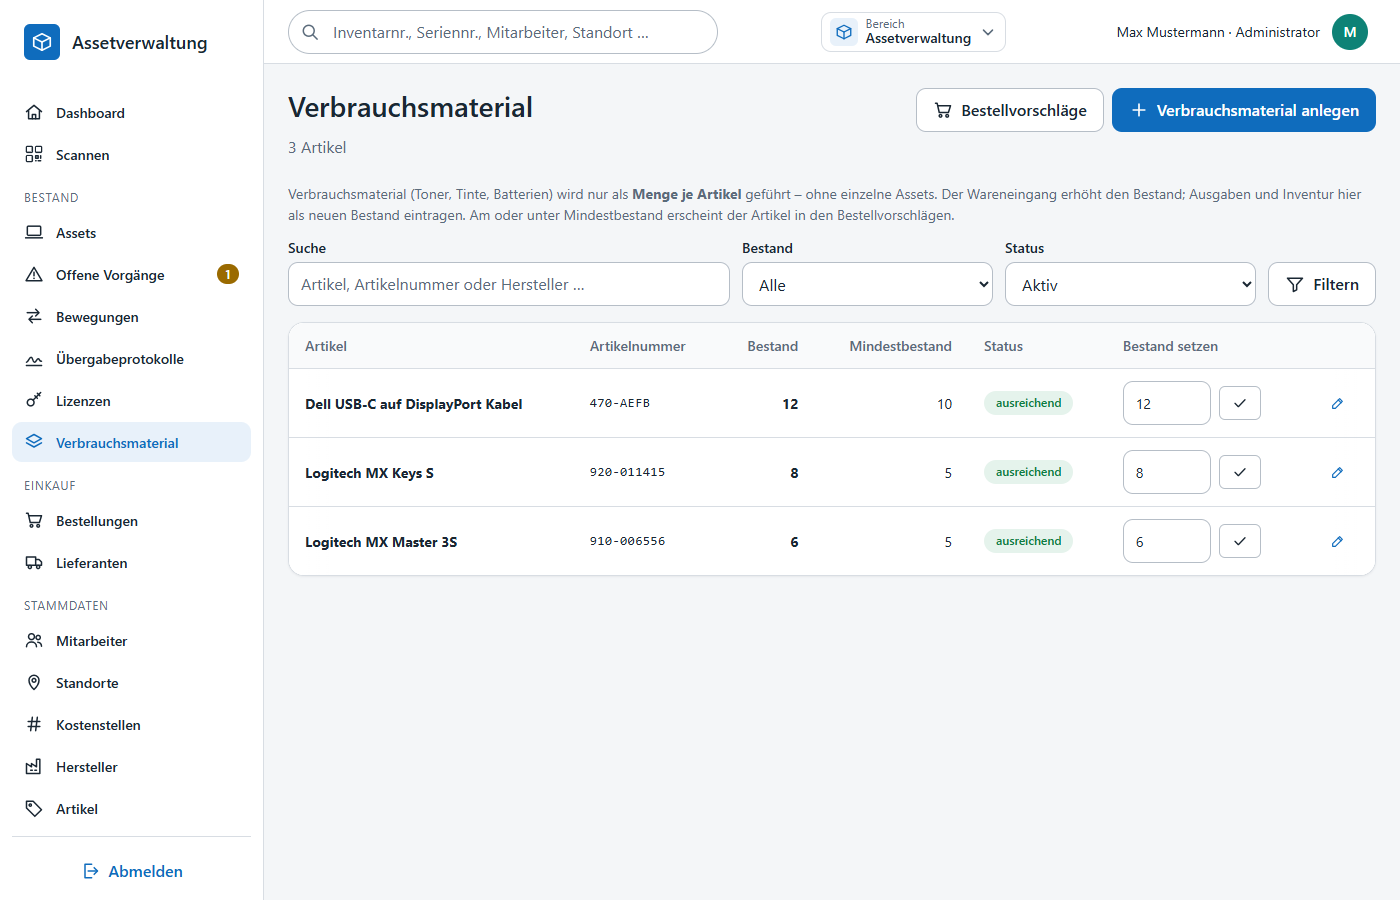 Assetverwaltung
Inventarnr., Seriennr., Mitarbeiter, Standort ...
Bereich
Assetverwaltung
Max Mustermann · Administrator
M
Dashboard
Scannen
BESTAND
Assets
Offene Vorgänge 1
Bewegungen
Übergabeprotokolle
Lizenzen
Verbrauchsmaterial
EINKAUF
Bestellungen
Lieferanten
STAMMDATEN
Mitarbeiter
Standorte
Kostenstellen
Hersteller
Artikel
Abmelden
Verbrauchsmaterial
3 Artikel
Bestellvorschläge
Verbrauchsmaterial anlegen
Verbrauchsmaterial (Toner, Tinte, Batterien) wird nur als Menge je Artikel geführt – ohne einzelne Assets. Der Wareneingang erhöht den Bestand; Ausgaben und Inventur hier
als neuen Bestand eintragen. Am oder unter Mindestbestand erscheint der Artikel in den Bestellvorschlägen.
Suche Bestand Status
Artikel, Artikelnummer oder Hersteller ... Alle Aktiv Filtern
Artikel Artikelnummer Bestand Mindestbestand Status Bestand setzen
Dell USB-C auf DisplayPort Kabel 470-AEFB 12 10 ausreichend 12
Logitech MX Keys S 920-011415 8 5 ausreichend 8
Logitech MX Master 3S 910-006556 6 5 ausreichend 6